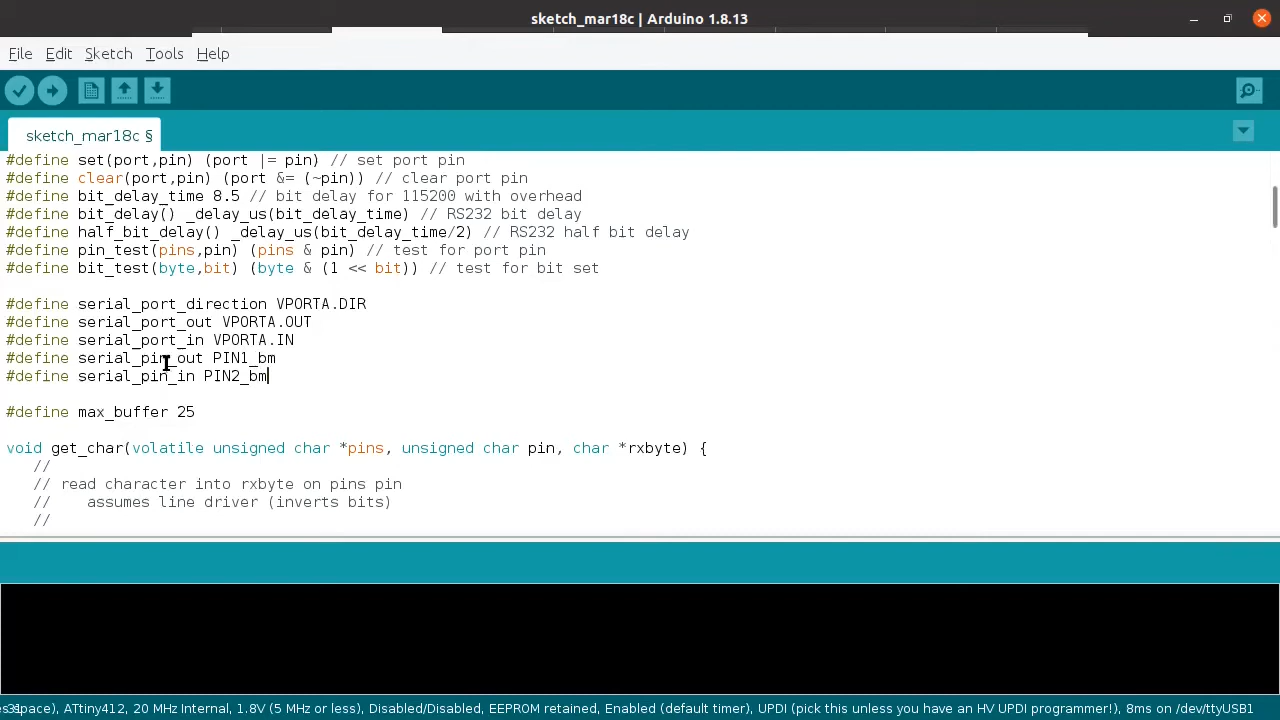 sketch_mar18c | Arduino 1.8.13
File Edit Sketch Tools Help
sketch_mar18c §
#define set(port,pin) (port |= pin) // set port pin
#define clear(port,pin) (port &= (~pin)) // clear port pin
#define bit_delay_time 8.5 // bit delay for 115200 with overhead
#define bit_delay() _delay_us(bit_delay_time) // RS232 bit delay
#define half_bit_delay() _delay_us(bit_delay_time/2) // RS232 half bit delay
#define pin_test(pins,pin) (pins & pin) // test for port pin
#define bit_test(byte,bit) (byte & (1 << bit)) // test for bit set
#define serial_port_direction VPORTA.DIR
#define serial_port_out VPORTA.OUT
#define serial_port_in VPORTA.IN
#define serial_pin_out PIN1_bm
#define serial_pin_in PIN2_bm
#define max_buffer 25
void get_char(volatile unsigned char *pins, unsigned char pin, char *rxbyte) {
//
// read character into rxbyte on pins pin
// assumes line driver (inverts bits)
//
pace), ATtiny412, 20 MHz Internal, 1.8V (5 MHz or less), Disabled/Disabled, EEPROM retained, Enabled (default timer), UPDI (pick this unless you have an HV UPDI programmer!), 8ms on /dev/ttyUSB1